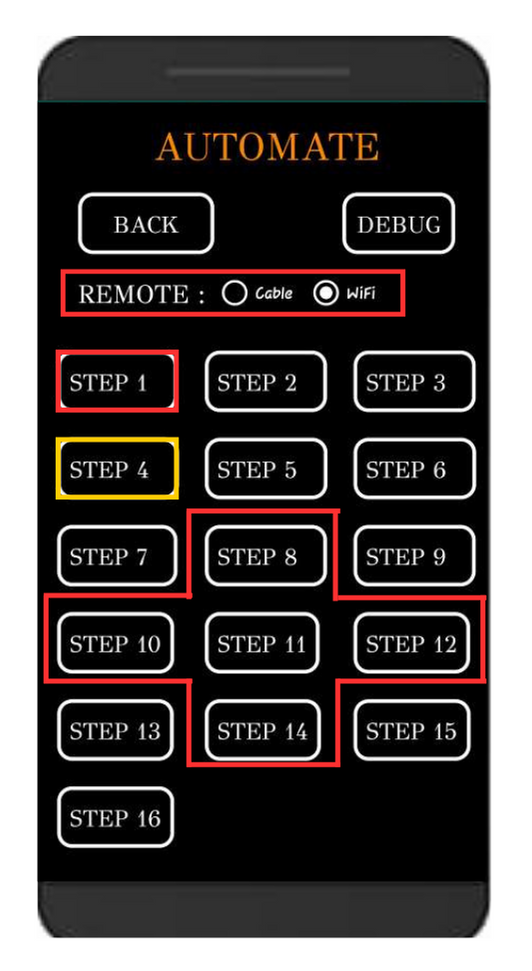 AUTOMATE
BACK DEBUG
REMOTE : Cable WiFi
STEP 1 STEP 2 STEP 3
STEP 4 STEP 5 STEP 6
STEP 7 STEP 8 STEP 9
STEP 10 STEP 11 STEP 12
STEP 13 STEP 14 STEP 15
STEP 16